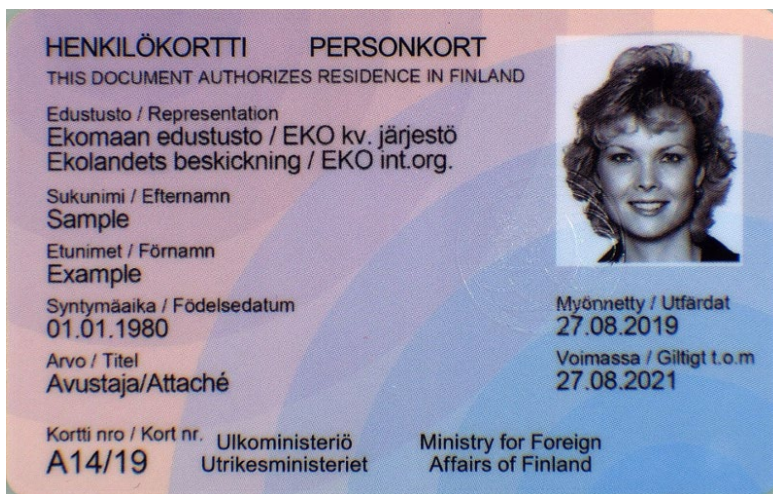 HENKILÖKORTTI PERSONKORT
THIS DOCUMENT AUTHORIZES RESIDENCE IN FINLAND
Edustusto / Representation
Ekomaan edustusto / EKO kv. järjestö
Ekolandets beskickning / EKO int.org.
Sukunimi / Efternamn
Sample
Etunimet / Förnamn
Example
Syntymäaika / Födelsedatum
01.01.1980
Arvo / Titel
Avustaja/Attaché
Myönnetty / Utfärdat
27.08.2019
Voimassa / Giltigt t.o.m
27.08.2021
Kortti nro / Kort nr.
A14/19
Ulkoministeriö
Utrikesministeriet
Ministry for Foreign
Affairs of Finland